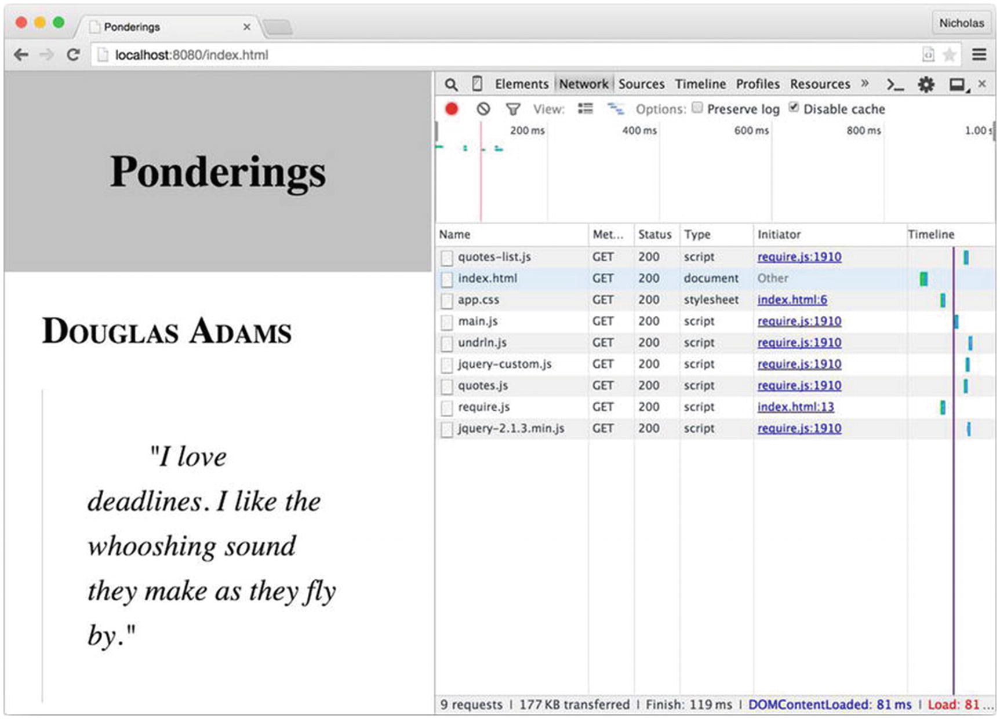 Ponderings
Nicholas
localhost:8080/index.html
Ponderings
DOUGLAS ADAMS
"I love
deadlines. I like the
whooshing sound
they make as they fly
by."
Elements Network Sources Timeline Profiles Resources »
View: Options: Preserve log Disable cache
200 ms 400 ms 600 ms 800 ms 1.00 s
Name Met... Status Type Initiator Timeline
quotes-list.js GET 200 script require.js:1910
index.html GET 200 document Other
app.css GET 200 stylesheet index.html:6
main.js GET 200 script require.js:1910
undrln.js GET 200 script require.js:1910
jquery-custom.js GET 200 script require.js:1910
quotes.js GET 200 script require.js:1910
require.js GET 200 script index.html:13
jquery-2.1.3.min.js GET 200 script require.js:1910
9 requests | 177 KB transferred | Finish: 119 ms | DOMContentLoaded: 81 ms | Load: 81 ...